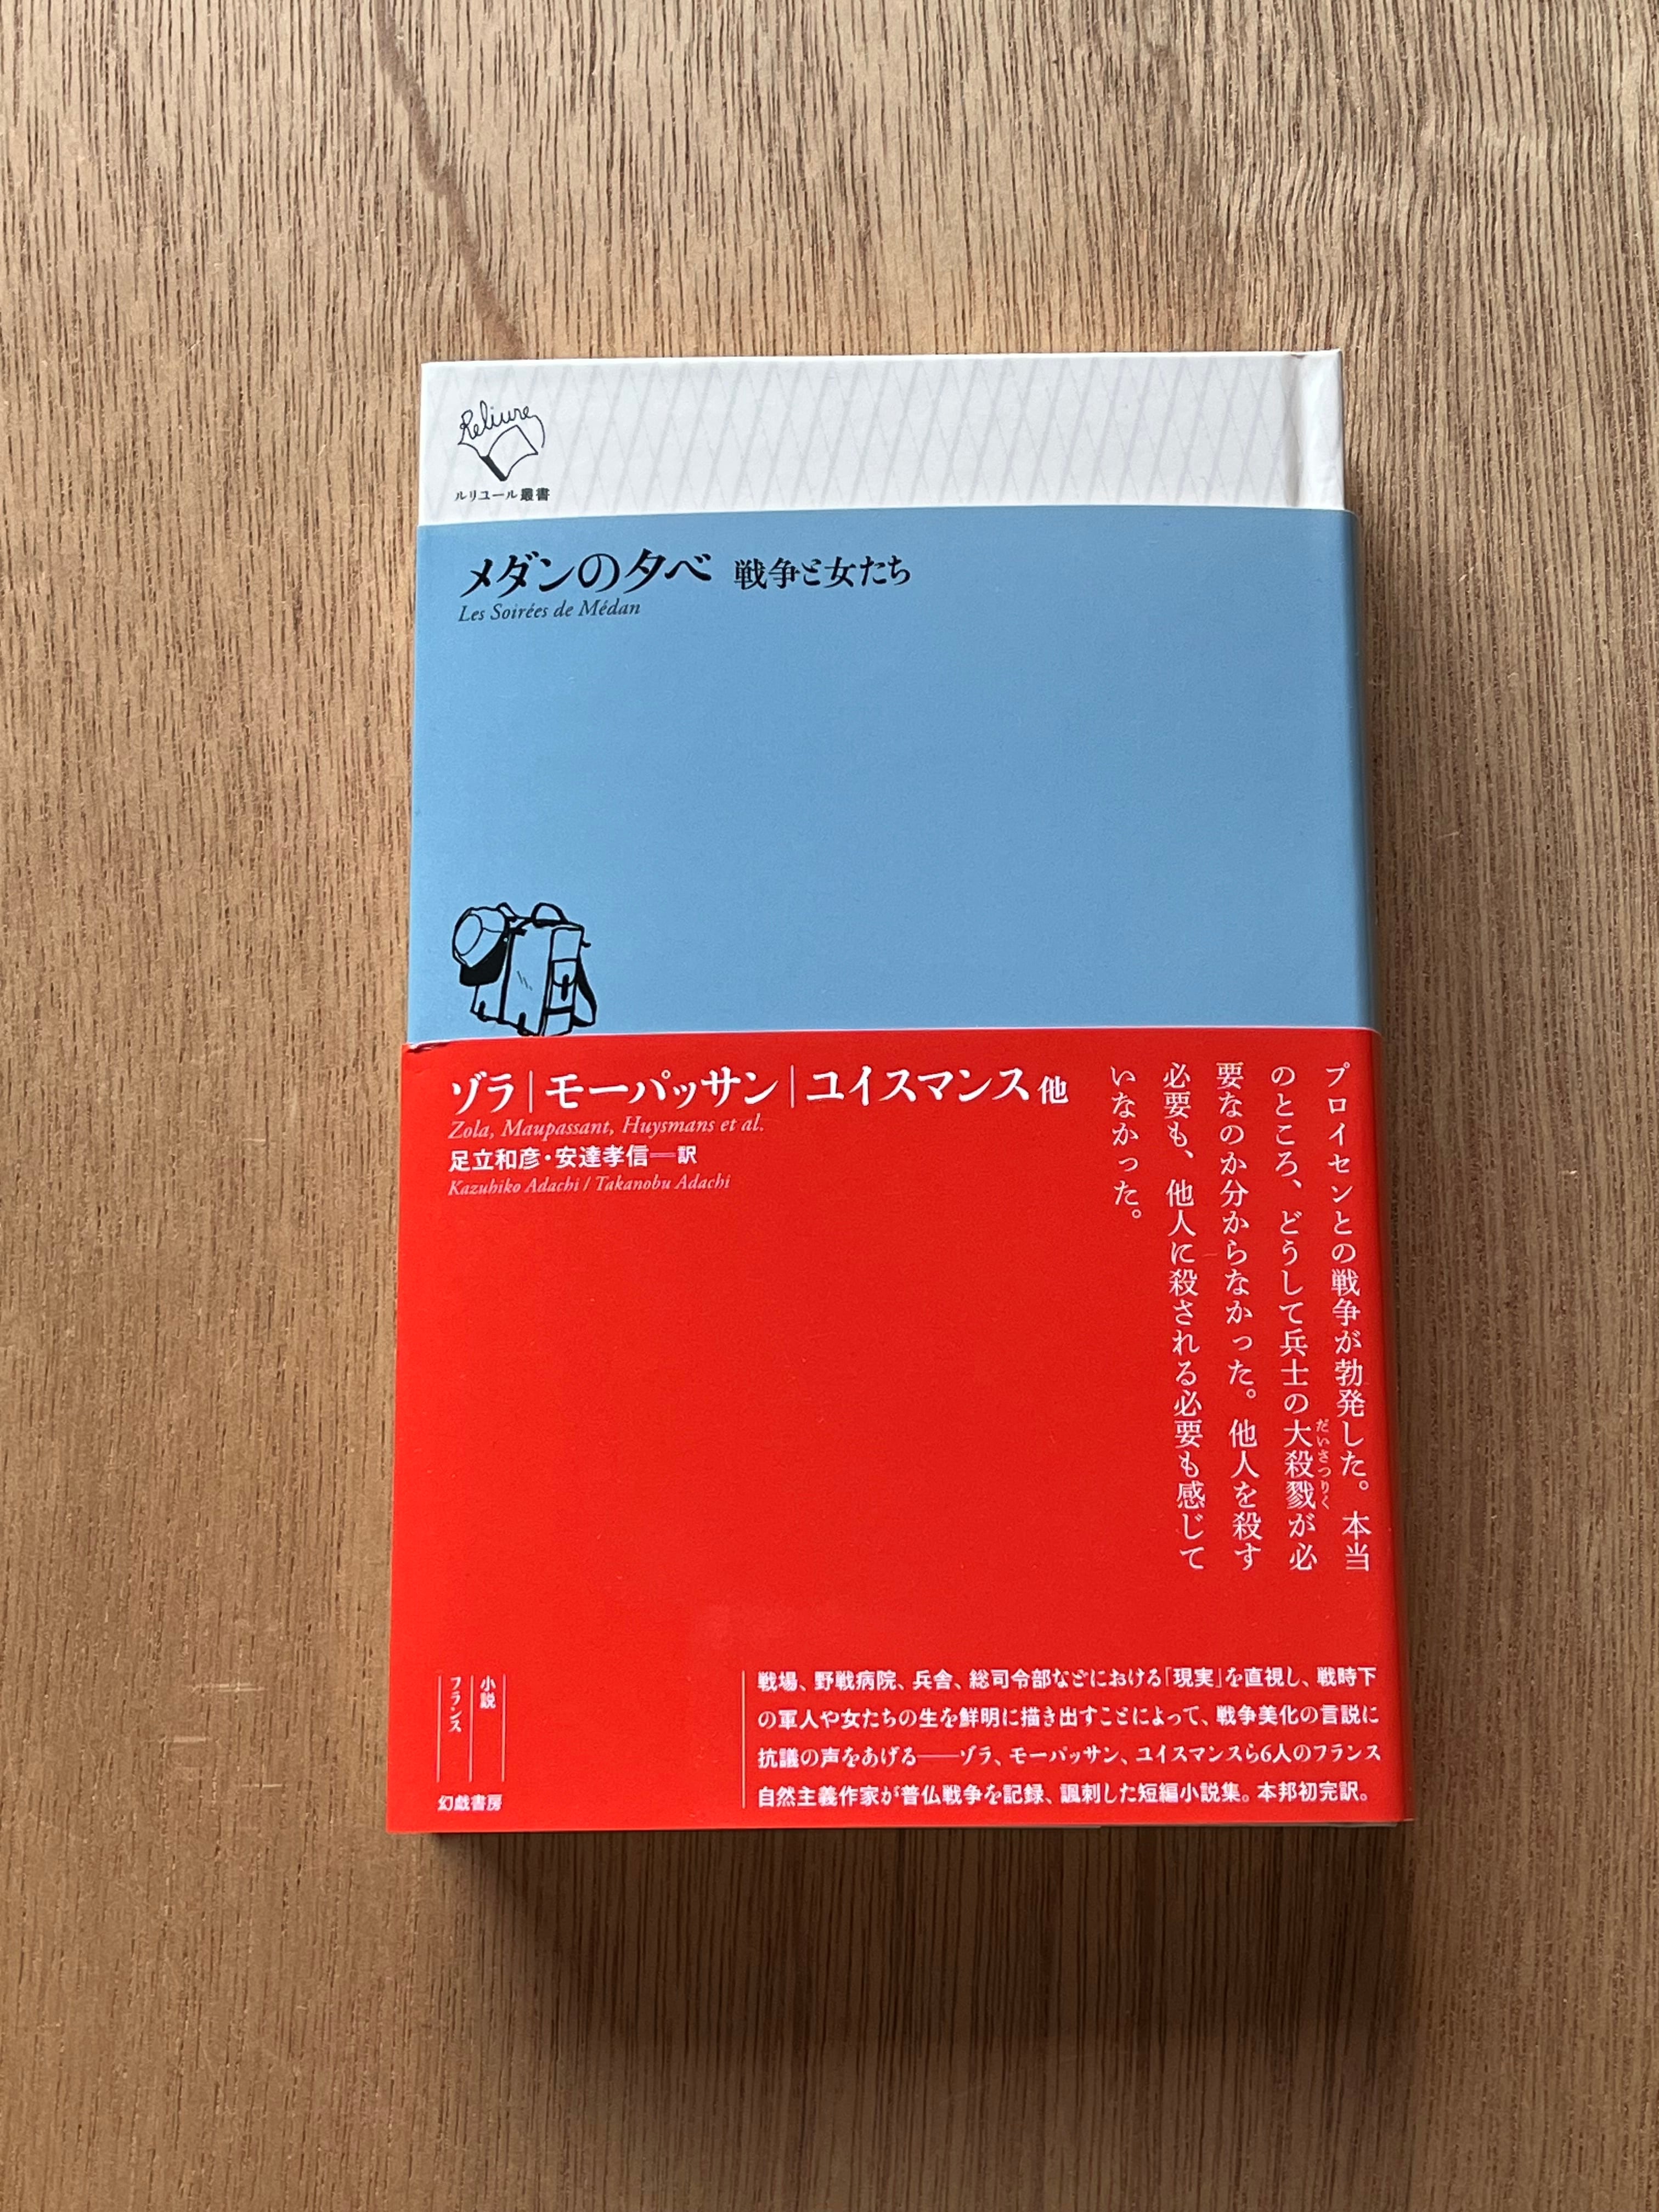 Reliure
ルリユール叢書
メダンの夕べ 戦争と女たち
Les Soirées de Médan
ゾラ|モーパッサン|ユイスマンス 他
Zola, Maupassant, Huysmans et al.
足立和彦・安達孝信——訳
Kazuhiko Adachi / Takanobu Adachi
プロイセンとの戦争が勃発した。本当
のところ、どうして兵士の大殺戮が必
だいさつりく
要なのか分からなかった。他人を殺す
必要も、他人に殺される必要も感じて
いなかった。
小説
フランス
幻戯書房
戦場、野戦病院、兵舎、総司令部などにおける「現実」を直視し、戦時下
の軍人や女たちの生を鮮明に描き出すことによって、戦争美化の言説に
抗議の声をあげる——ゾラ、モーパッサン、ユイスマンスら6人のフランス
自然主義作家が普仏戦争を記録、諷刺した短編小説集。本邦初完訳。